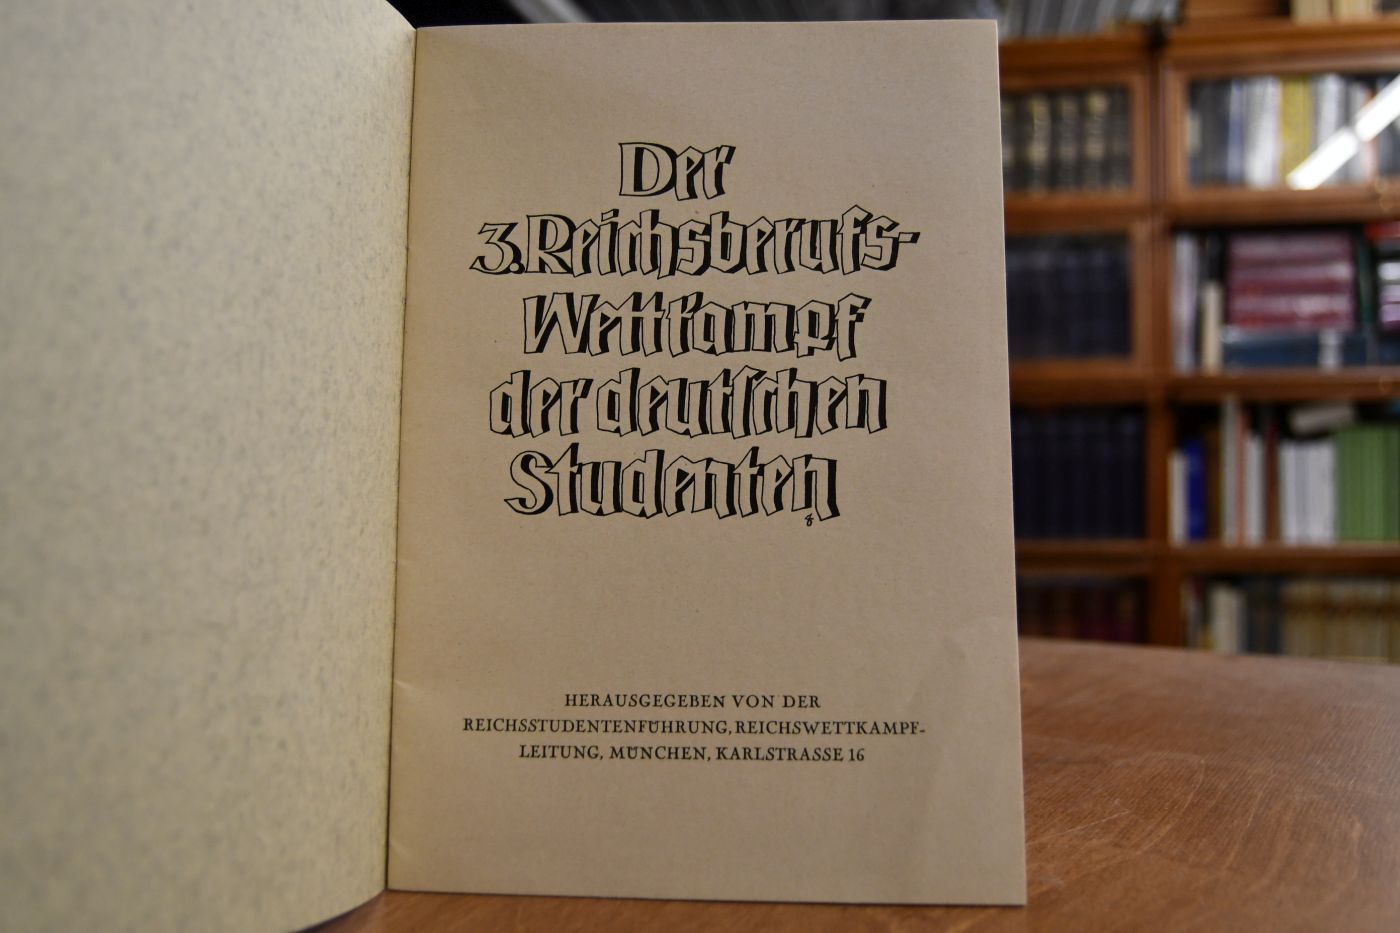 Der
3. Reichsberufs-
Wettkampf
der deutschen
Studenten
HERAUSGEGEBEN VON DER
REICHSSTUDENTENFÜHRUNG, REICHSWETTKAMPF-
LEITUNG, MÜNCHEN, KARLSTRASSE 16